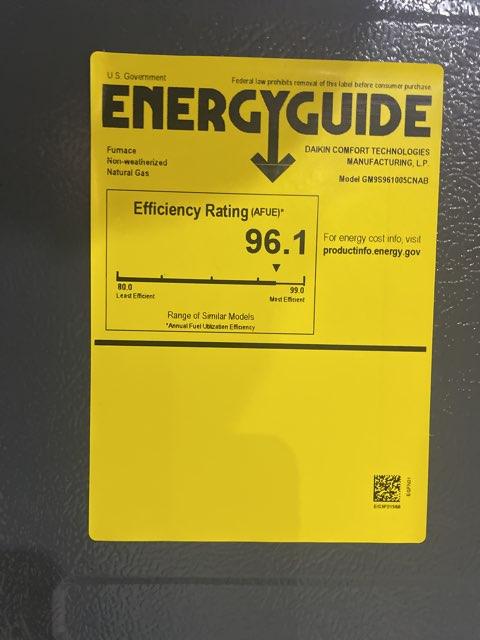 U.S. Government
Federal law prohibits removal of this label before consumer purchase.
ENERGYGUIDE
Furnace
Non-weatherized
Natural Gas
DAIKIN COMFORT TECHNOLOGIES
MANUFACTURING, L.P.
Model GM9S961005CNAB
Efficiency Rating (AFUE)*
96.1
For energy cost info, visit
productinfo.energy.gov
80.0
99.0
Least Efficient
Most Efficient
Range of Similar Models
*Annual Fuel Utilization Efficiency